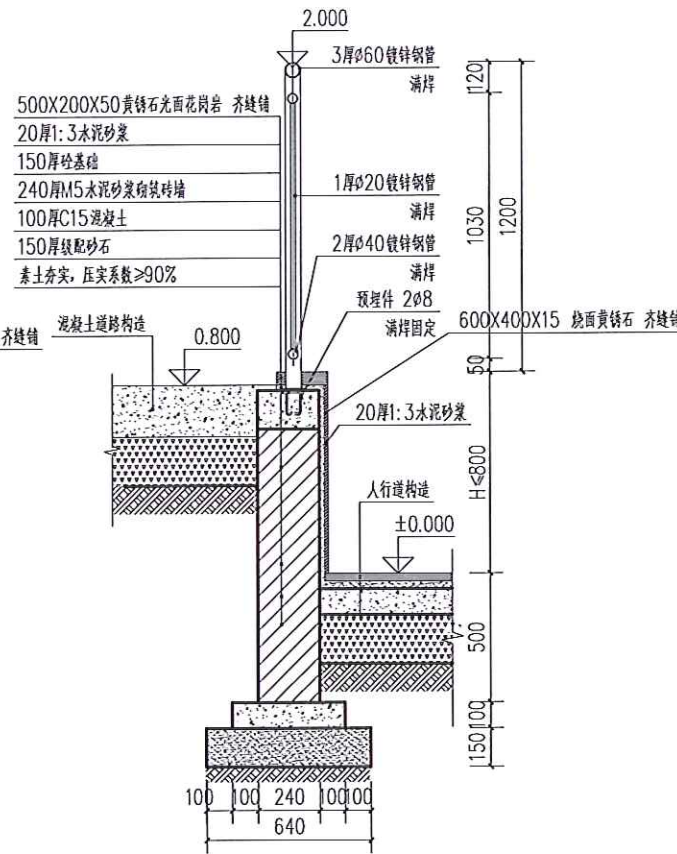 2.000
3厚ø60镀锌钢管
满焊
500X200X50黄锈石光面花岗岩 齐缝铺
20厚1:3水泥砂浆
150厚砼基础
240厚M5水泥砂浆砌筑砖墙
100厚C15混凝土
150厚级配砂石
素土夯实,压实系数≥90%
1厚ø20镀锌钢管
满焊
2厚ø40镀锌钢管
满焊
预埋件 2ø8
满焊固定
600X400X15 烧面黄锈石 齐缝铺
齐缝铺
混凝土道路构造
0.800
20厚1:3水泥砂浆
人行道构造
±0.000
120
1030
1200
50
H≤800
500
100
150
100 100 240 100 100
640